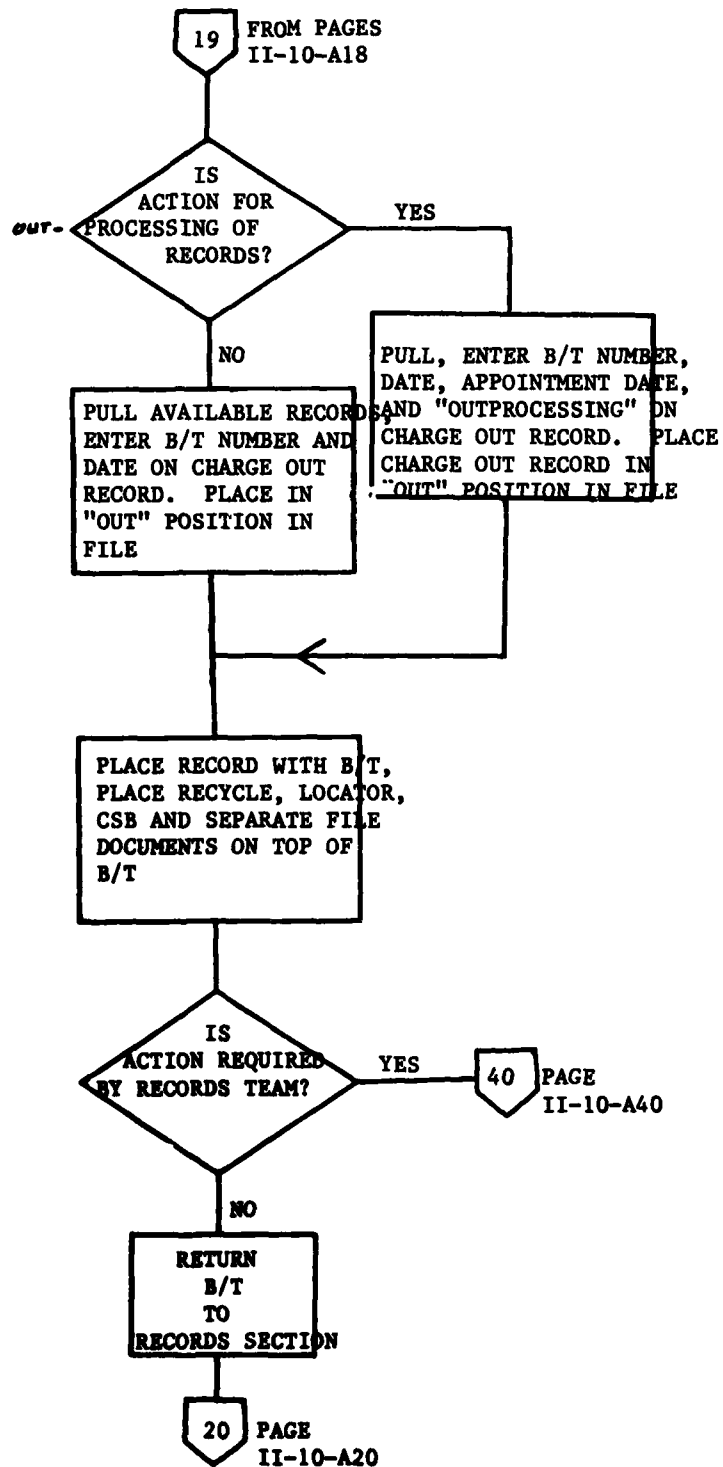 19
FROM PAGES
II-10-A18
IS
ACTION FOR
out- PROCESSING OF
RECORDS?
YES
NO
PULL AVAILABLE RECORDS,
ENTER B/T NUMBER AND
DATE ON CHARGE OUT
RECORD. PLACE IN
"OUT" POSITION IN
FILE
PULL, ENTER B/T NUMBER,
DATE, APPOINTMENT DATE,
AND "OUTPROCESSING" ON
CHARGE OUT RECORD. PLACE
CHARGE OUT RECORD IN
"OUT" POSITION IN FILE
PLACE RECORD WITH B/T,
PLACE RECYCLE, LOCATOR,
CSB AND SEPARATE FILE
DOCUMENTS ON TOP OF
B/T
IS
ACTION REQUIRED
BY RECORDS TEAM?
YES
40
PAGE
II-10-A40
NO
RETURN
B/T
TO
RECORDS SECTION
20
PAGE
II-10-A20